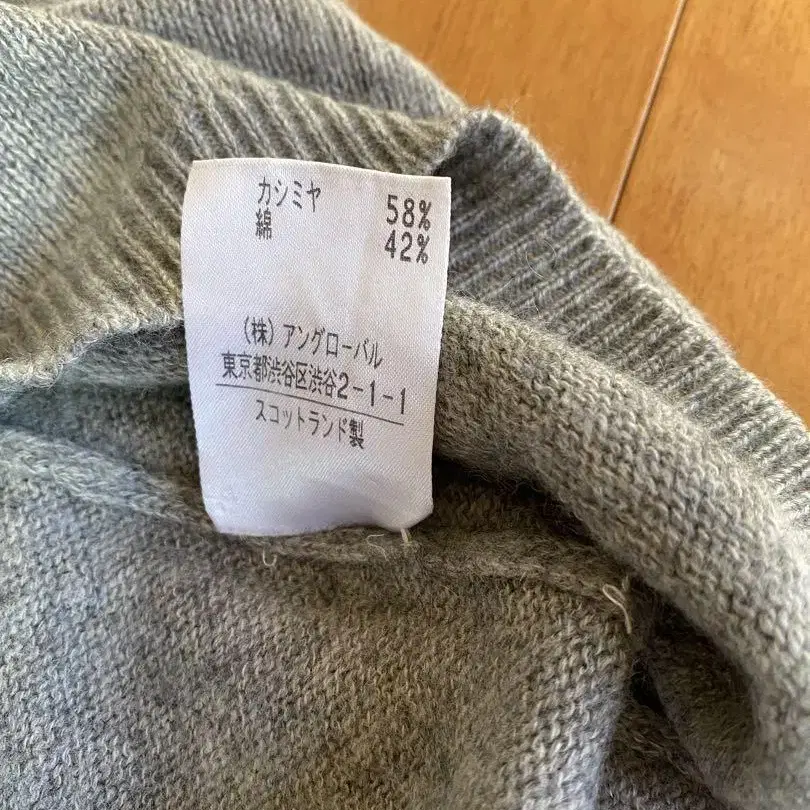 カシミヤ 58%
綿 42%
(株) アングローバル
東京都渋谷区渋谷2-1-1
スコットランド製